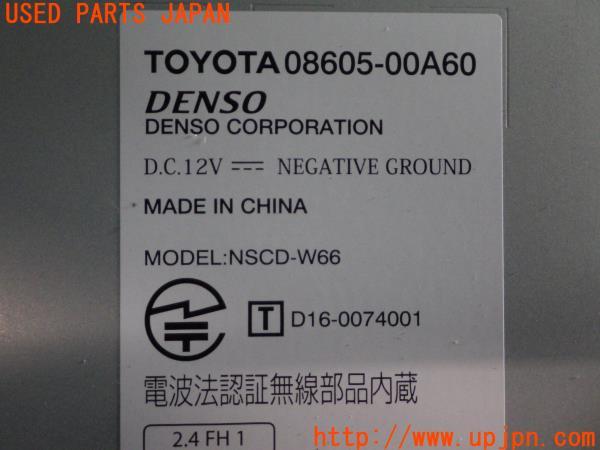 USED PARTS JAPAN
TOYOTA 08605-00A60
DENSO
DENSO CORPORATION
D.C.12V NEGATIVE GROUND
MADE IN CHINA
MODEL:NSCD-W66
T D16-0074001
電波法認証無線部品内蔵
2.4 FH 1
http://www.upjpn.com